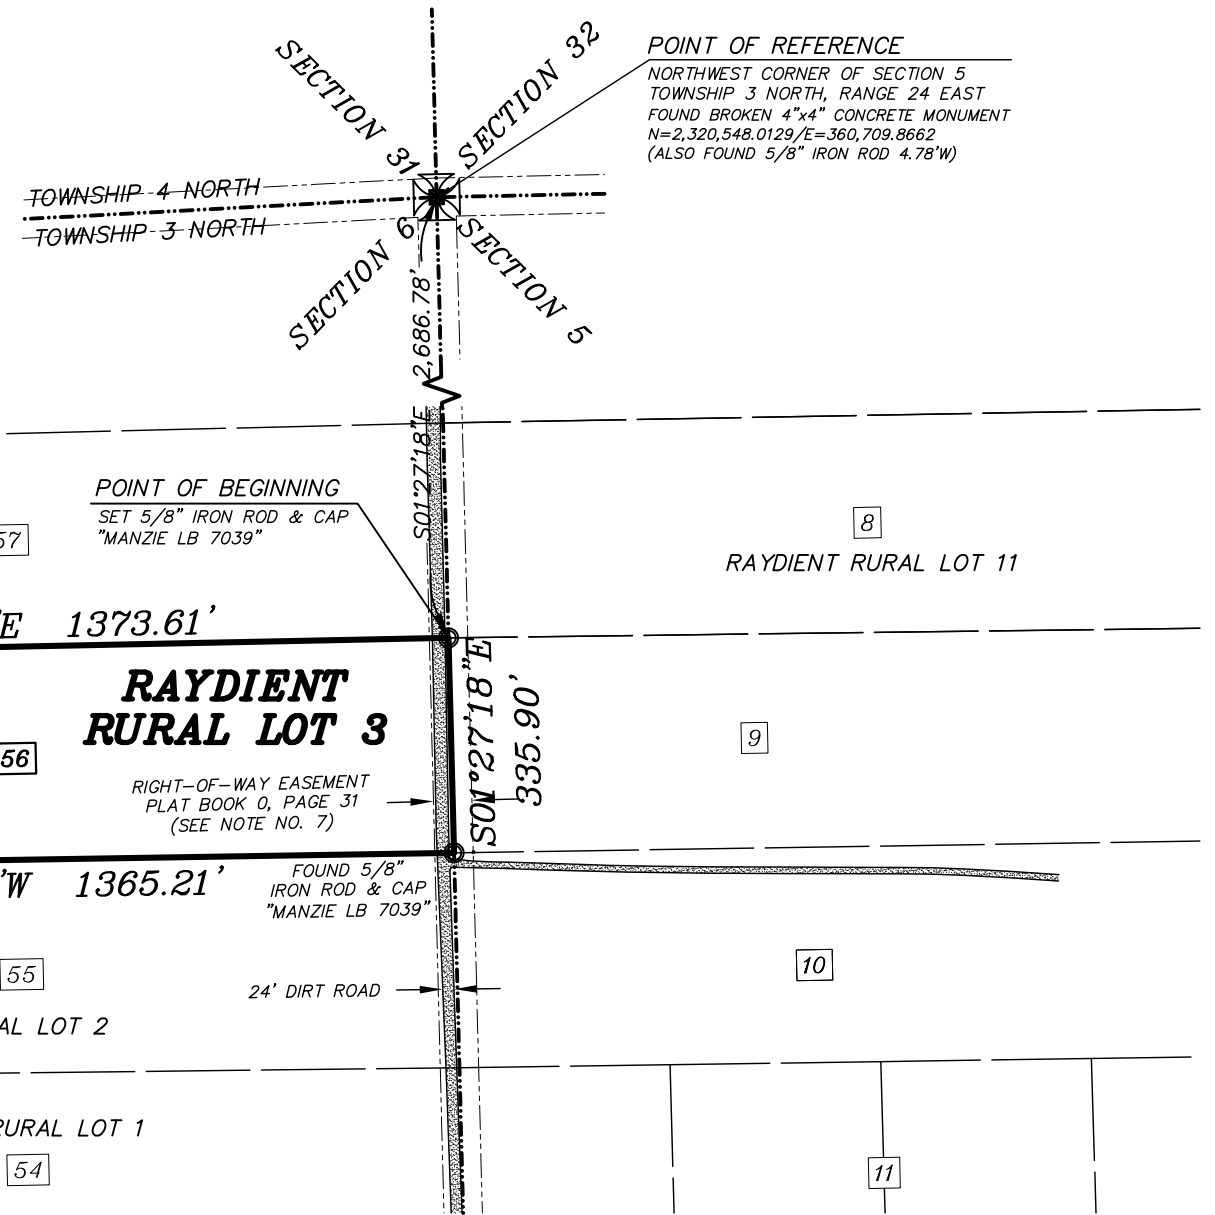 SECTION 31
SECTION 32
POINT OF REFERENCE
NORTHWEST CORNER OF SECTION 5
TOWNSHIP 3 NORTH, RANGE 24 EAST
FOUND BROKEN 4"x4" CONCRETE MONUMENT
N=2,320,548.0129/E=360,709.8662
(ALSO FOUND 5/8" IRON ROD 4.78'W)
TOWNSHIP 4 NORTH
TOWNSHIP 3 NORTH
SECTION 6
SECTION 5
S01°27'18"E 2,686.78'
POINT OF BEGINNING
SET 5/8" IRON ROD & CAP
"MANZIE LB 7039"
57
8
RAYDIENT RURAL LOT 11
"E 1373.61'
RAYDIENT
RURAL LOT 3
S01°27'18"E
335.90'
56
9
RIGHT-OF-WAY EASEMENT
PLAT BOOK O, PAGE 31
(SEE NOTE NO. 7)
"W 1365.21'
FOUND 5/8"
IRON ROD & CAP
"MANZIE LB 7039"
55
10
24' DIRT ROAD
AL LOT 2
RURAL LOT 1
54
11